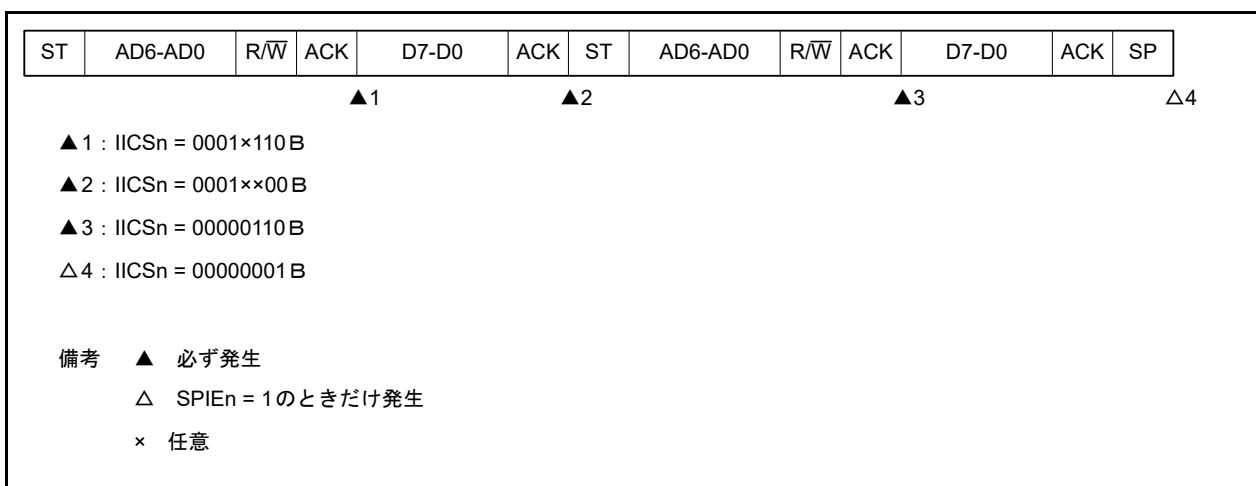 ST AD6-AD0 R/W̅ ACK D7-D0 ACK ST AD6-AD0 R/W̅ ACK D7-D0 ACK SP
▲1 ▲2 ▲3 △4
▲1：IICSn = 0001×110B
▲2：IICSn = 0001××00B
▲3：IICSn = 00000110B
△4：IICSn = 00000001B
備考 ▲ 必ず発生
△ SPIEn = 1のときだけ発生
× 任意